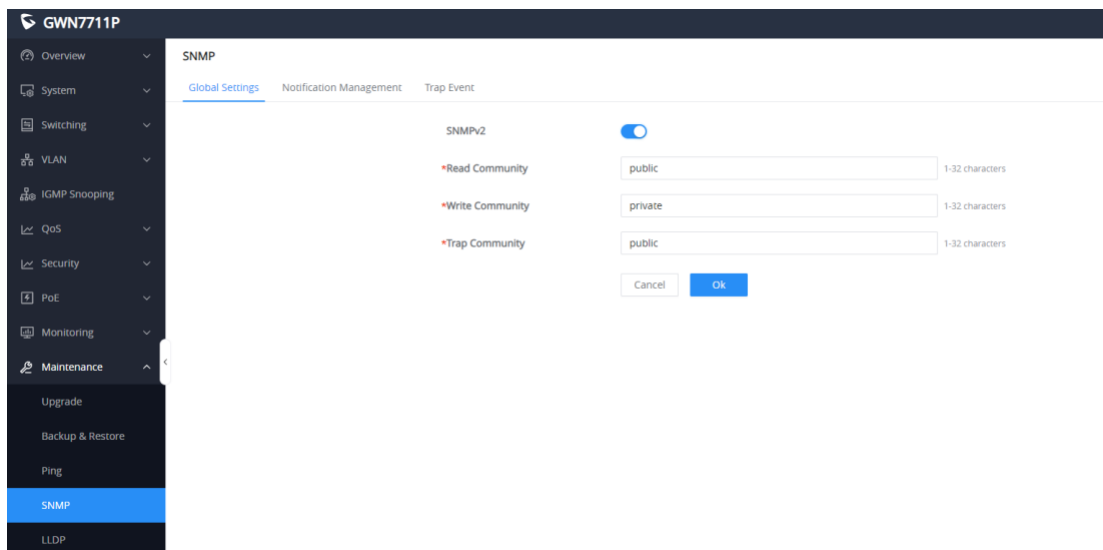 GWN7711P
Overview
System
Switching
VLAN
IGMP Snooping
QoS
Security
PoE
Monitoring
Maintenance
Upgrade
Backup & Restore
Ping
SNMP
LLDP
SNMP
Global Settings Notification Management Trap Event
SNMPv2
*Read Community public 1-32 characters
*Write Community private 1-32 characters
*Trap Community public 1-32 characters
Cancel Ok